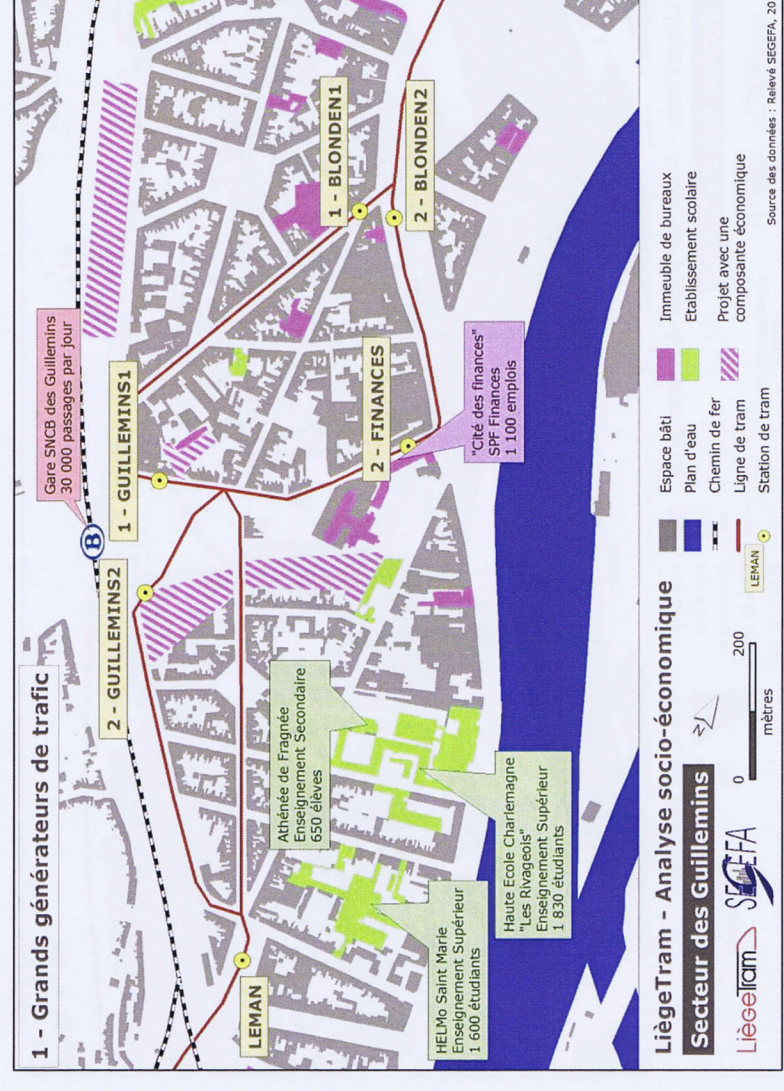 1 - Grands générateurs de trafic
Gare SNCB des Guillemins
30 000 passages par jour
B
2 - GUILLEMINS2
1 - GUILLEMINS1
1 - BLONDEN1
2 - BLONDEN2
2 - FINANCES
"Cité des finances"
SPF Finances
1 100 emplois
LEMAN
Athénée de Fragnée
Enseignement Secondaire
650 élèves
HELMo Saint Marie
Enseignement Supérieur
1 600 étudiants
Haute Ecole Charlemagne
"Les Rivageois"
Enseignement Supérieur
1 830 étudiants
LiègeTram - Analyse socio-économique
Secteur des Guillemins
LiègeTram
SEGEFA
0
200
mètres
Espace bâti
Plan d'eau
Chemin de fer
Ligne de tram
LEMAN
Station de tram
Immeuble de bureaux
Etablissement scolaire
Projet avec une
composante économique
Source des données : Relevé SEGEFA, 20